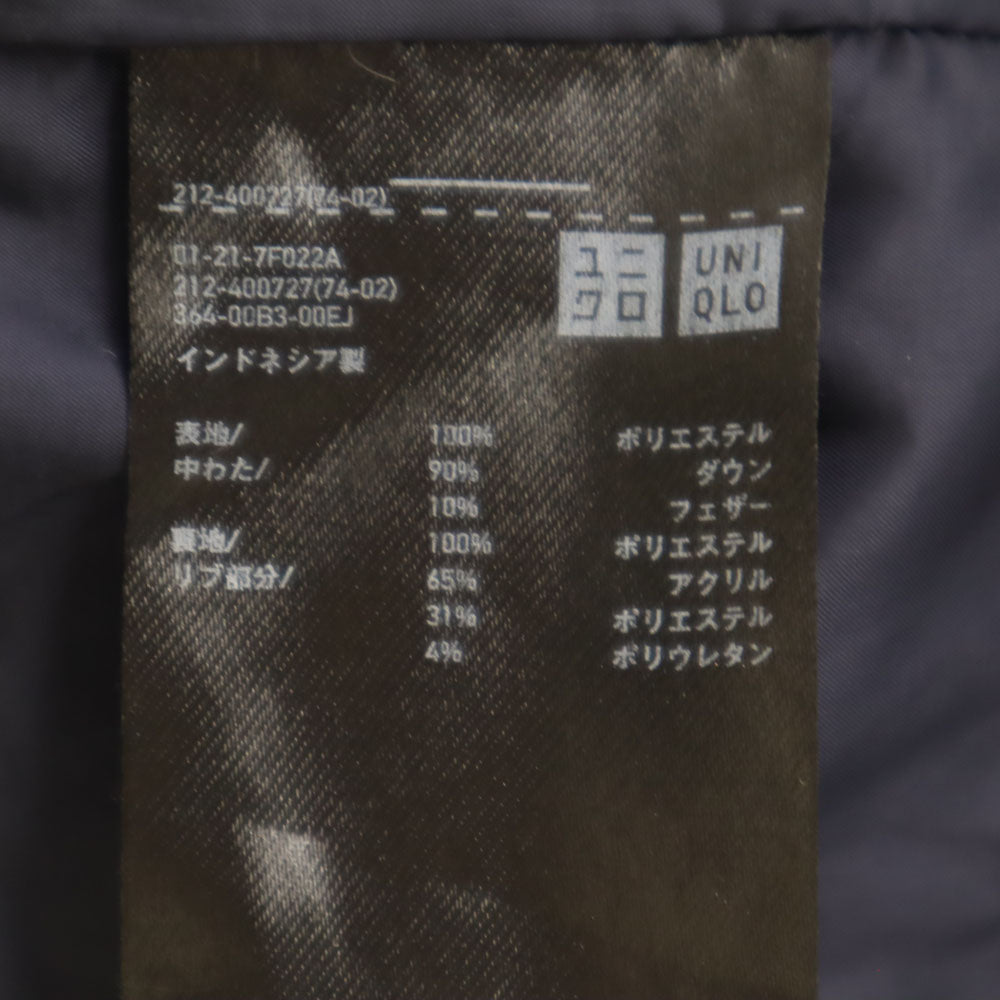 212-400727(74-02)
01-21-7F022A
212-400727(74-02)
364-00B3-00EJ
ユニ
クロ
UNI
QLO
インドネシア製
表地/ 100% ポリエステル
中わた/ 90% ダウン
10% フェザー
裏地/ 100% ポリエステル
リブ部分/ 65% アクリル
31% ポリエステル
4% ポリウレタン